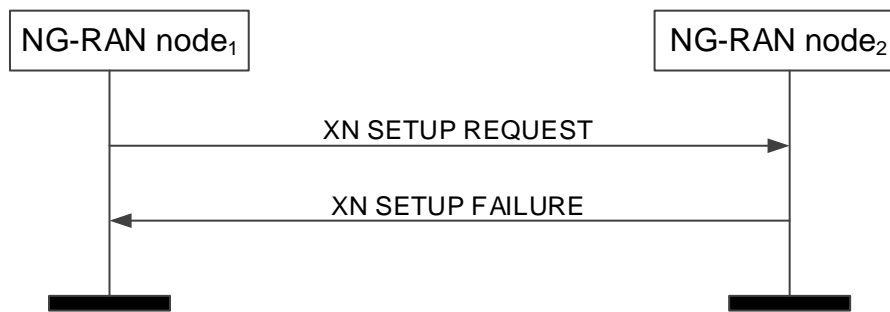 NG-RAN node₁
NG-RAN node₂
XN SETUP REQUEST
XN SETUP FAILURE